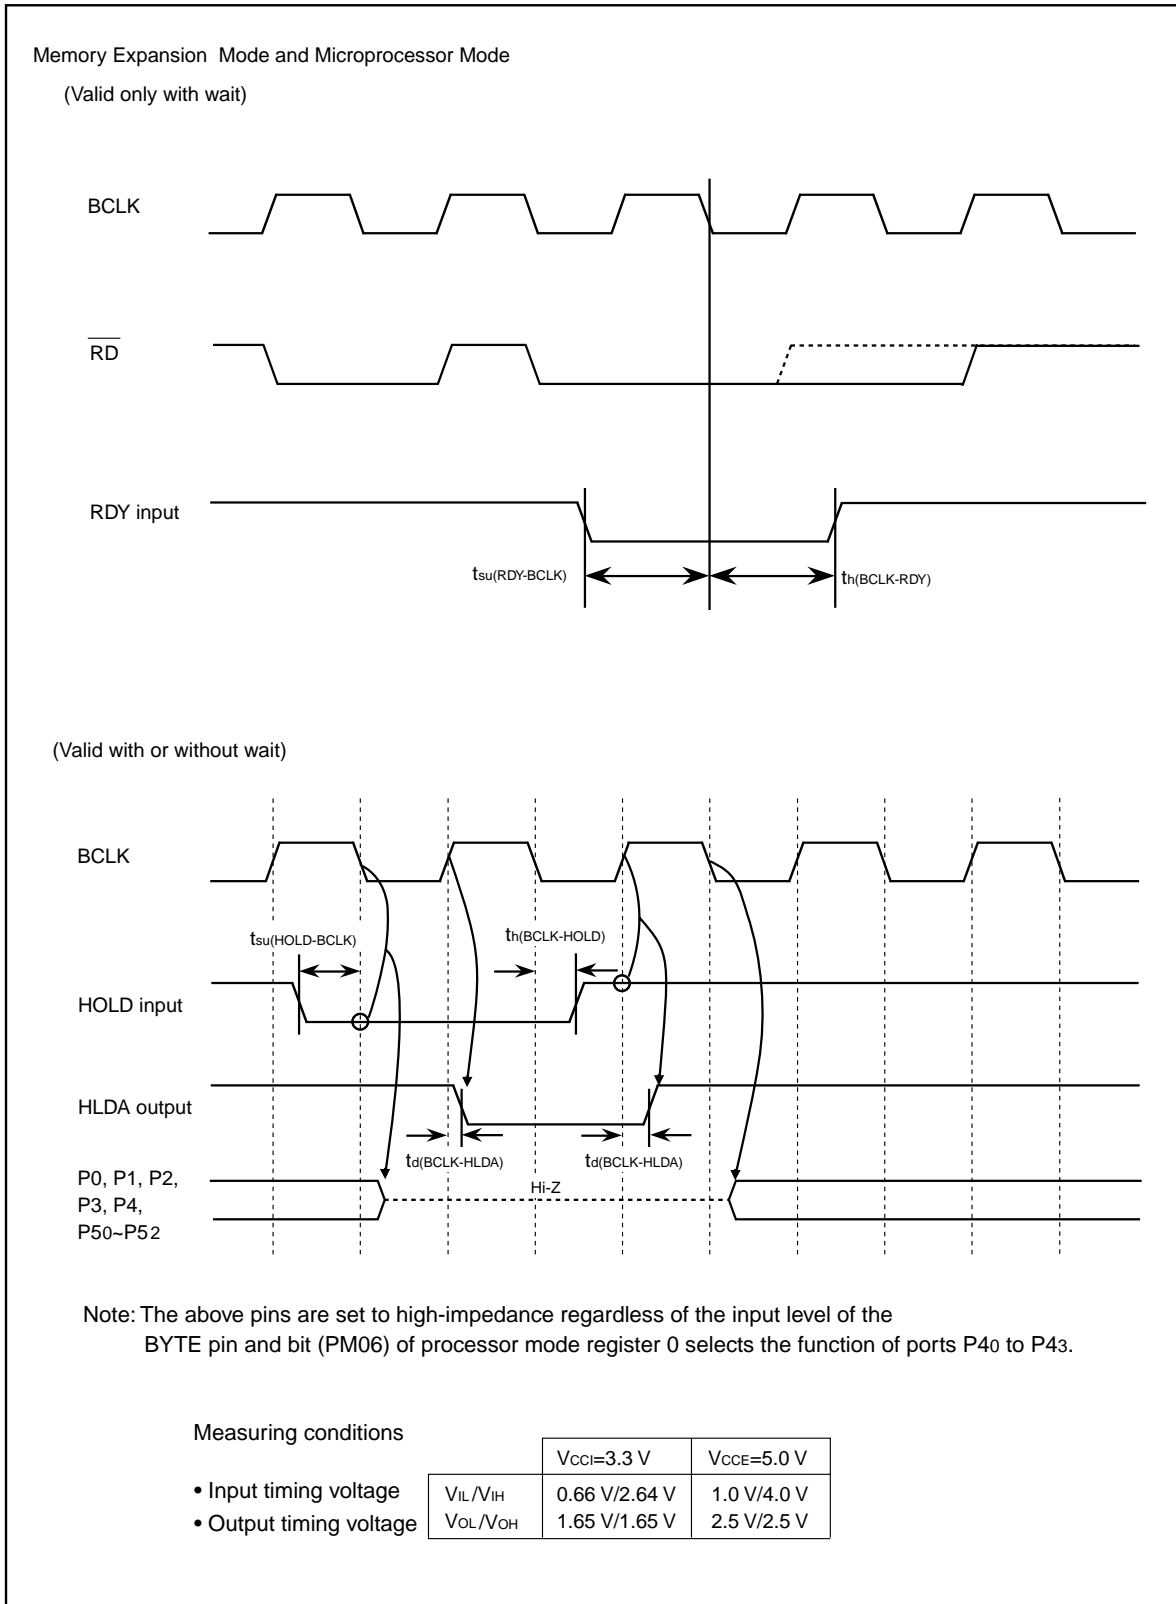 Memory Expansion Mode and Microprocessor Mode
(Valid only with wait)
BCLK
RD
RDY input
tsu(RDY-BCLK)
th(BCLK-RDY)
(Valid with or without wait)
BCLK
tsu(HOLD-BCLK)
th(BCLK-HOLD)
HOLD input
HLDA output
td(BCLK-HLDA)
td(BCLK-HLDA)
P0, P1, P2,
P3, P4,
P50~P52
Hi-Z
Note: The above pins are set to high-impedance regardless of the input level of the
BYTE pin and bit (PM06) of processor mode register 0 selects the function of ports P40 to P43.
Measuring conditions
VCCI=3.3 V VCCE=5.0 V
• Input timing voltage VIL/VIH 0.66 V/2.64 V 1.0 V/4.0 V
• Output timing voltage VOL/VOH 1.65 V/1.65 V 2.5 V/2.5 V